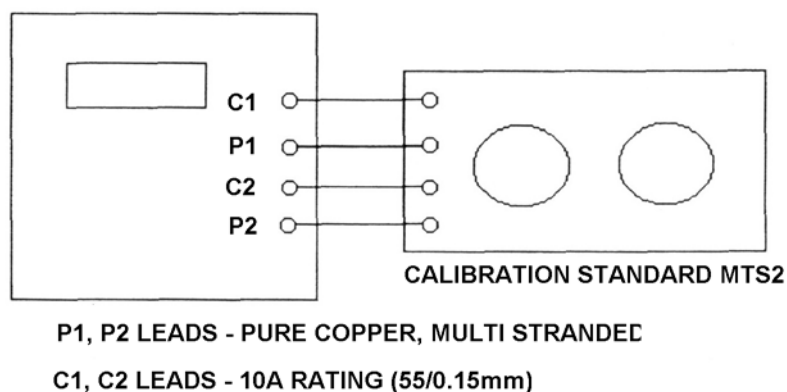 C1
P1
C2
P2
CALIBRATION STANDARD MTS2
P1, P2 LEADS - PURE COPPER, MULTI STRANDED
C1, C2 LEADS - 10A RATING (55/0.15mm)